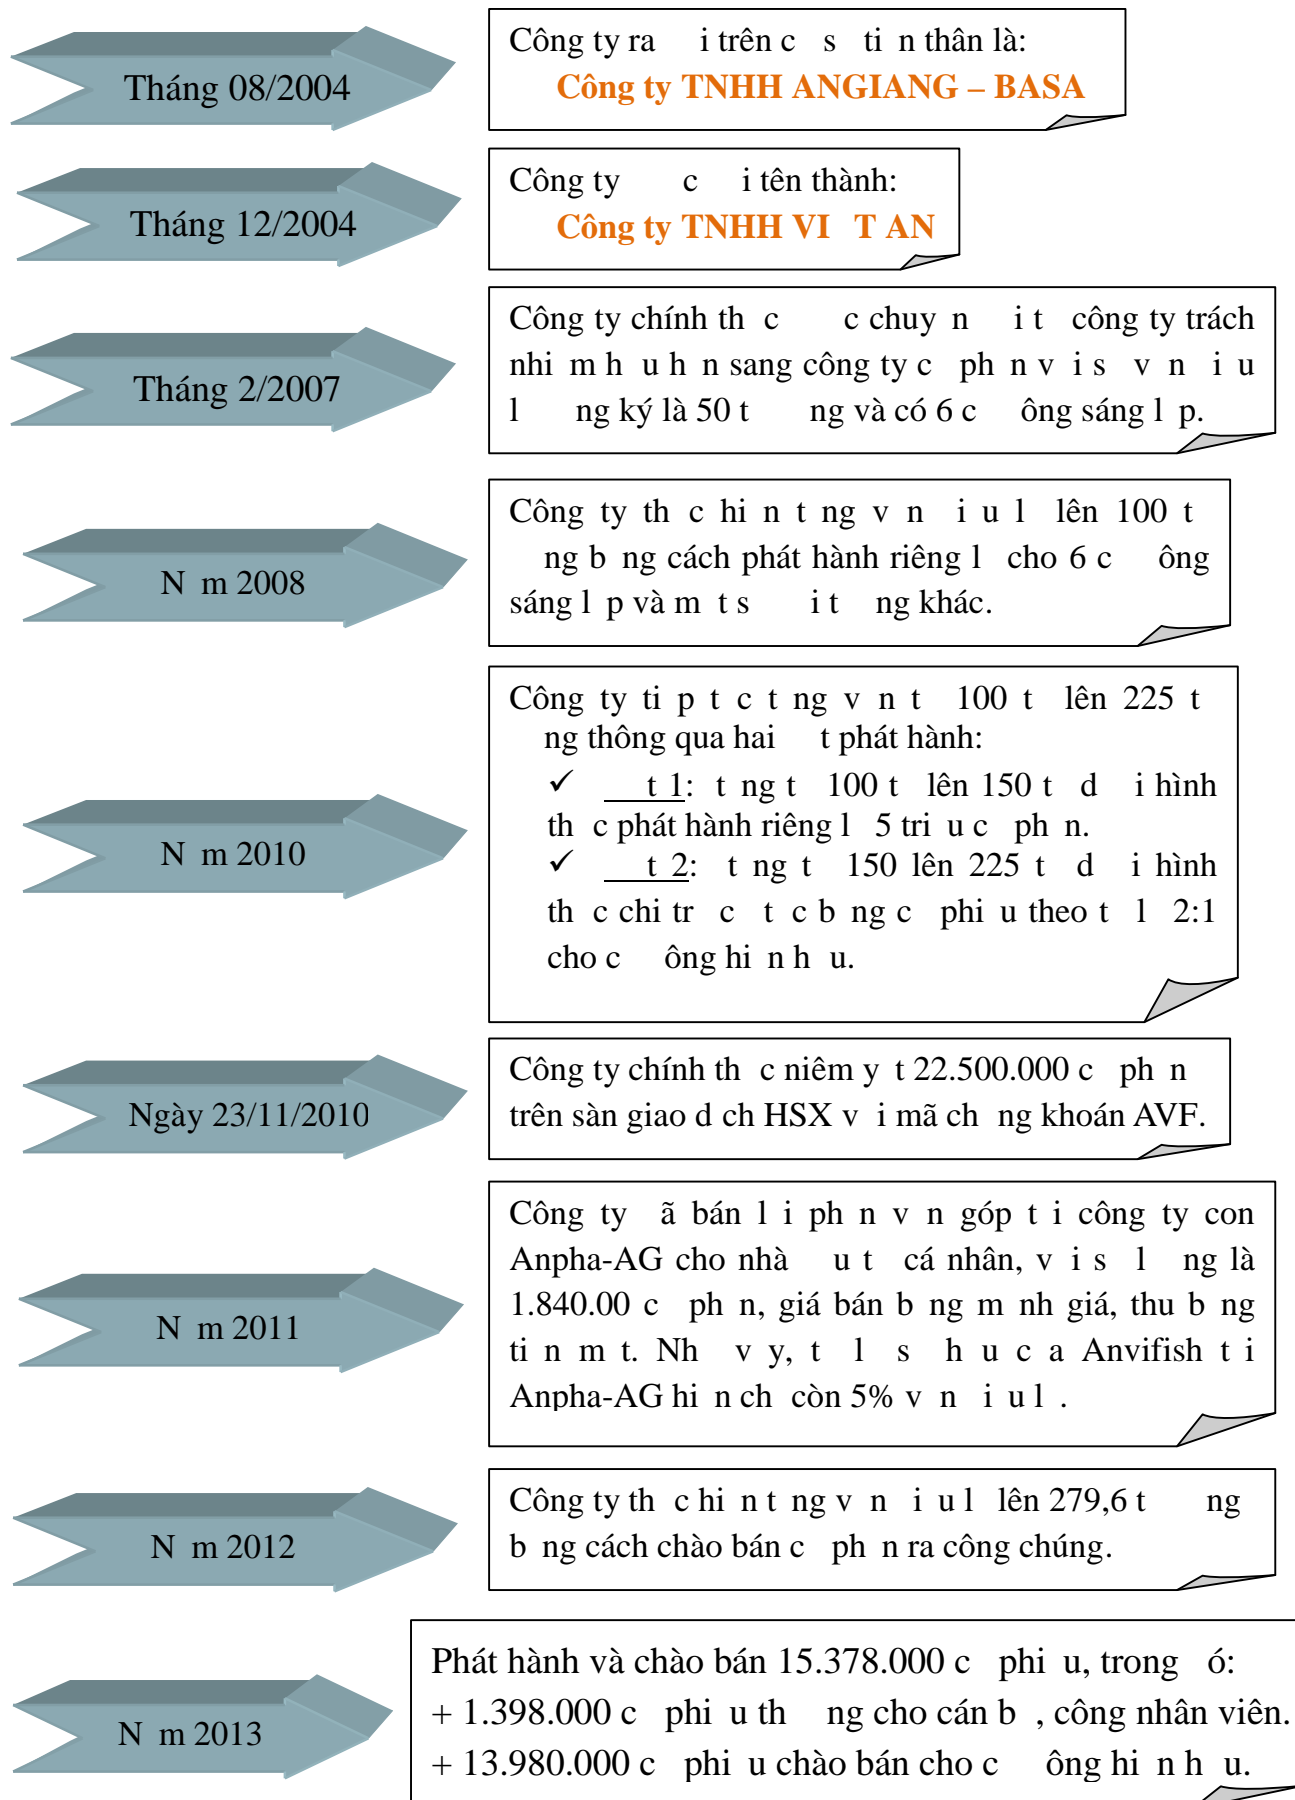 Tháng 08/2004
Công ty ra i trên c s ti n thân là:
Công ty TNHH ANGIANG – BASA
Tháng 12/2004
Công ty c i tên thành:
Công ty TNHH VI T AN
Tháng 2/2007
Công ty chính th c c chuy n i t công ty trách
nhi m h u h n sang công ty c ph n v i s v n i u
l ng ký là 50 t ng và có 6 c ông sáng l p.
N m 2008
Công ty th c hi n t ng v n i u l lên 100 t
ng b ng cách phát hành riêng l cho 6 c ông
sáng l p và m t s i t ng khác.
N m 2010
Công ty ti p t c t ng v n t 100 t lên 225 t
ng thông qua hai t phát hành:
✓ t 1: t ng t 100 t lên 150 t d i hình
th c phát hành riêng l 5 tri u c ph n.
✓ t 2: t ng t 150 lên 225 t d i hình
th c chi tr c t c b ng c phi u theo t l 2:1
cho c ông hi n h u.
Ngày 23/11/2010
Công ty chính th c niêm y t 22.500.000 c ph n
trên sàn giao d ch HSX v i mã ch ng khoán AVF.
N m 2011
Công ty ã bán l i ph n v n góp t i công ty con
Anpha-AG cho nhà u t cá nhân, v i s l ng là
1.840.00 c ph n, giá bán b ng m nh giá, thu b ng
ti n m t. Nh v y, t l s h u c a Anvifish t i
Anpha-AG hi n ch còn 5% v n i u l .
N m 2012
Công ty th c hi n t ng v n i u l lên 279,6 t ng
b ng cách chào bán c ph n ra công chúng.
N m 2013
Phát hành và chào bán 15.378.000 c phi u, trong ó:
+ 1.398.000 c phi u th ng cho cán b , công nhân viên.
+ 13.980.000 c phi u chào bán cho c ông hi n h u.